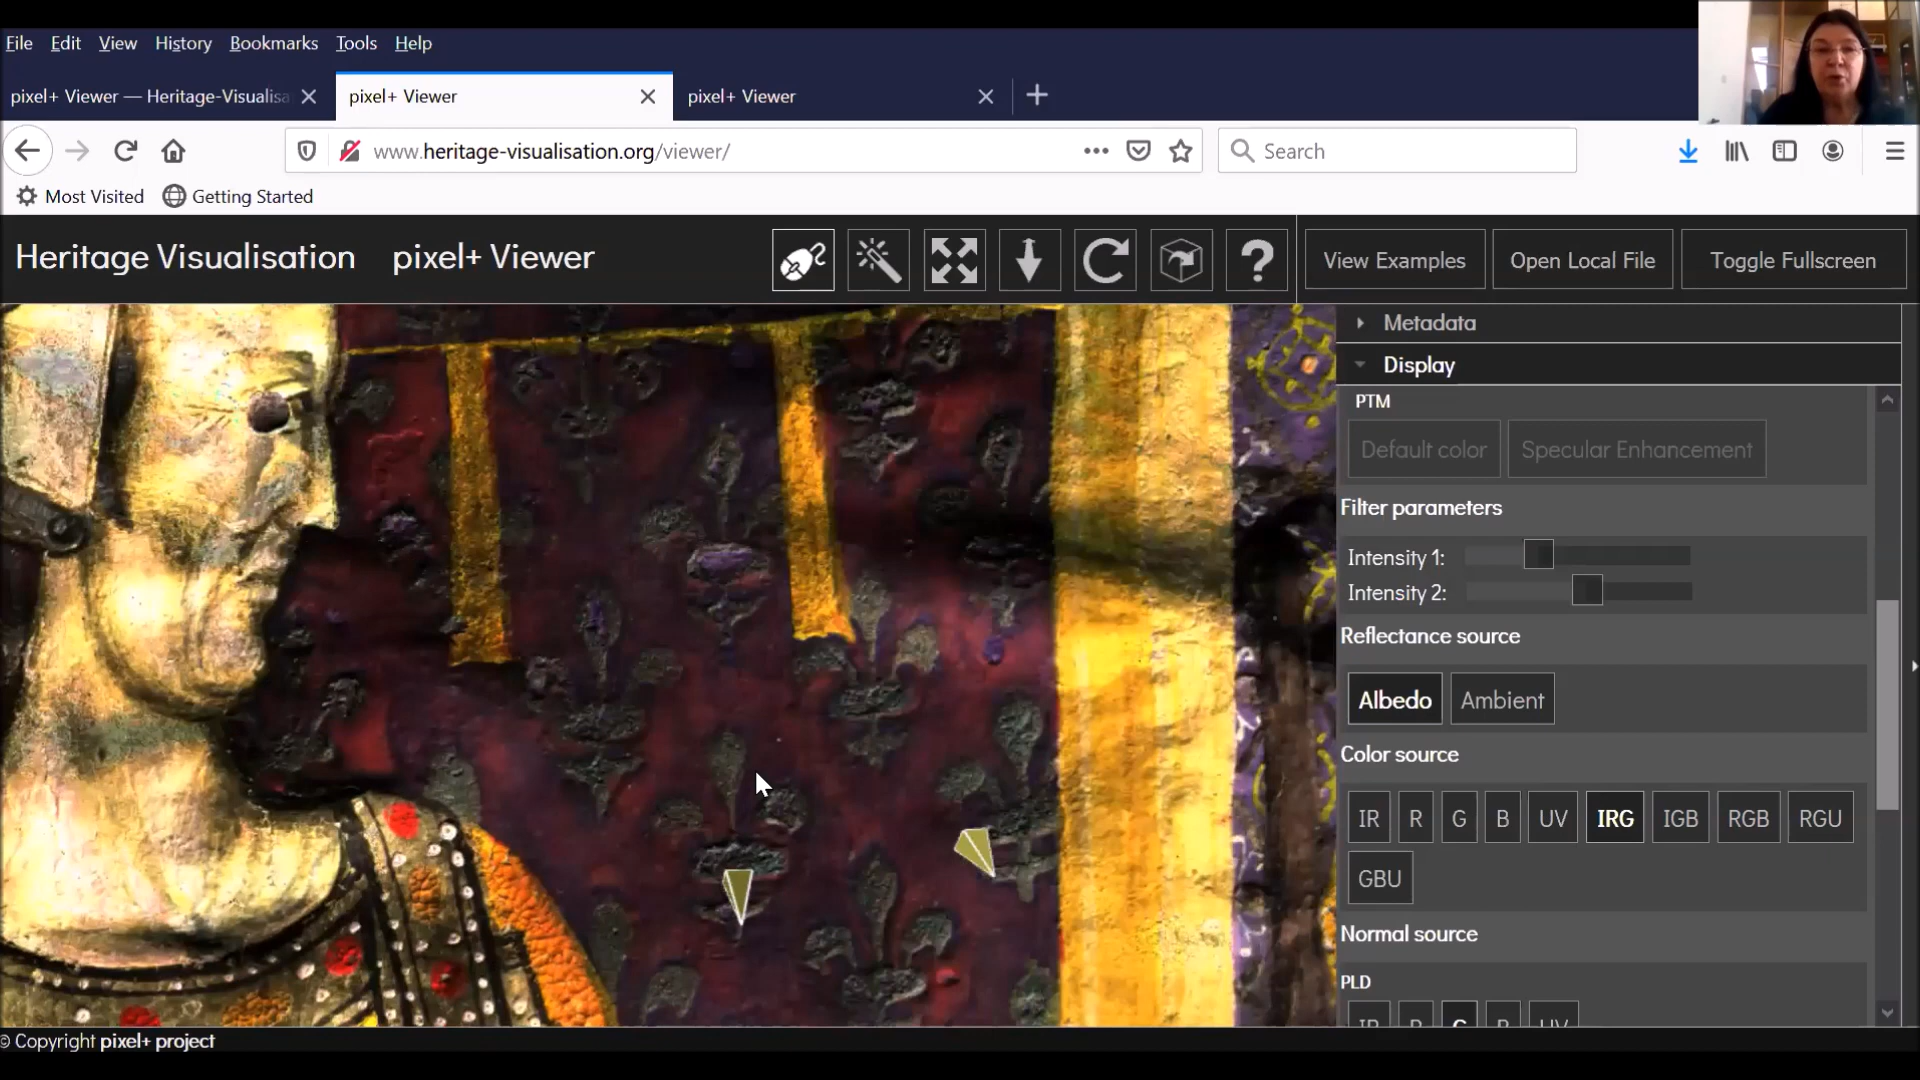 File Edit View History Bookmarks Tools Help
pixel+ Viewer — Heritage-Visualisa
pixel+ Viewer
pixel+ Viewer
www.heritage-visualisation.org/viewer/
Search
Most Visited Getting Started
Heritage Visualisation pixel+ Viewer
View Examples Open Local File Toggle Fullscreen
Metadata
Display
PTM
Default color Specular Enhancement
Filter parameters
Intensity 1:
Intensity 2:
Reflectance source
Albedo Ambient
Color source
IR R G B UV IRG IGB RGB RGU
GBU
Normal source
PLD
IR R G B UV
© Copyright pixel+ project